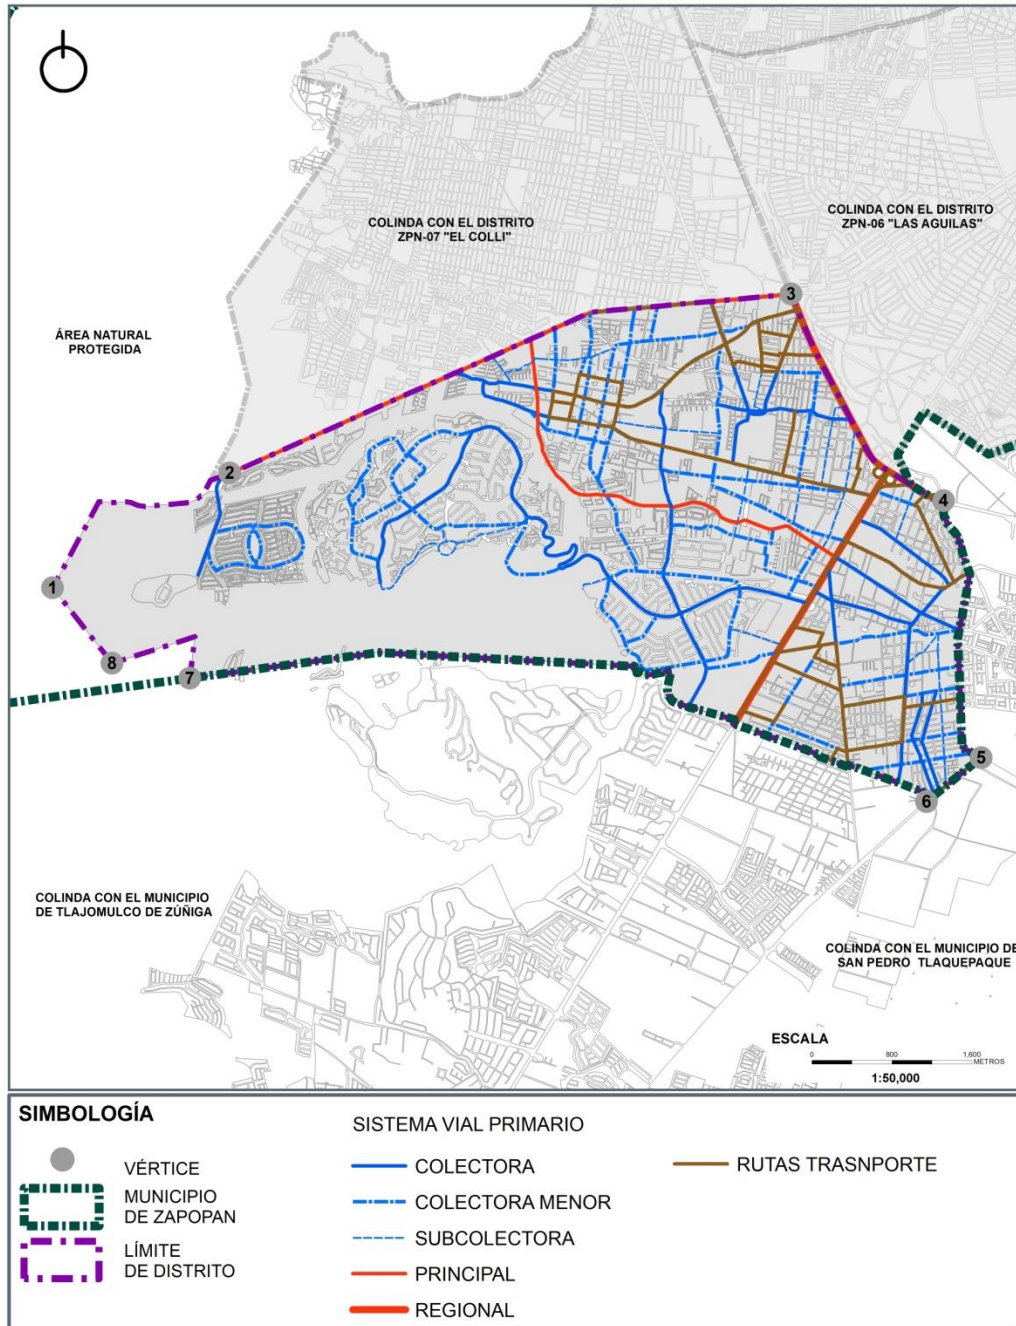 COLINDA CON EL DISTRITO
ZPN-07 "EL COLLI"
COLINDA CON EL DISTRITO
ZPN-06 "LAS AGUILAS"
3
ÁREA NATURAL
PROTEGIDA
2
4
1
8
7
5
6
COLINDA CON EL MUNICIPIO
DE TLAJOMULCO DE ZÚÑIGA
COLINDA CON EL MUNICIPIO DE
SAN PEDRO TLAQUEPAQUE
ESCALA
0 800 1,600
METROS
1:50,000
SIMBOLOGÍA
VÉRTICE
MUNICIPIO
DE ZAPOPAN
LÍMITE
DE DISTRITO
SISTEMA VIAL PRIMARIO
COLECTORA
COLECTORA MENOR
SUBCOLECTORA
PRINCIPAL
REGIONAL
RUTAS TRASNPORTE